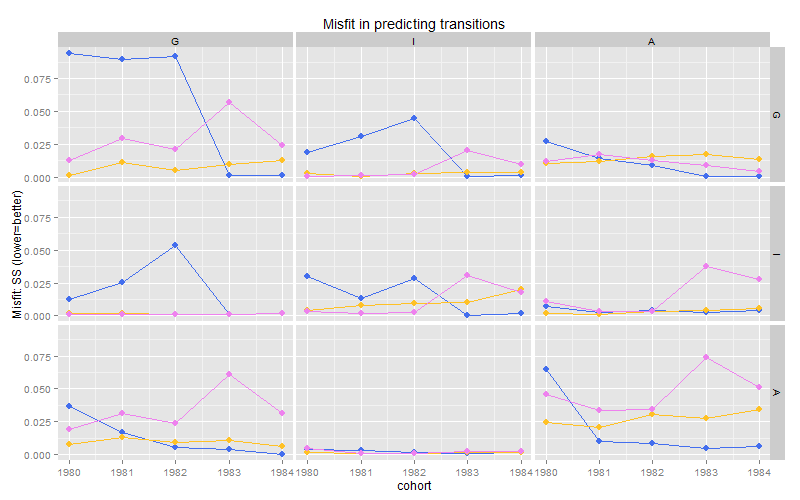 Misfit in predicting transitions
G I A
0.075
0.050
0.025
0.000
G
0.075
0.050
0.025
0.000
I
0.075
0.050
0.025
0.000
A
Misfit: SS (lower=better)
1980 1981 1982 1983 1984 1980 1981 1982 1983 1984 1980 1981 1982 1983 1984
cohort